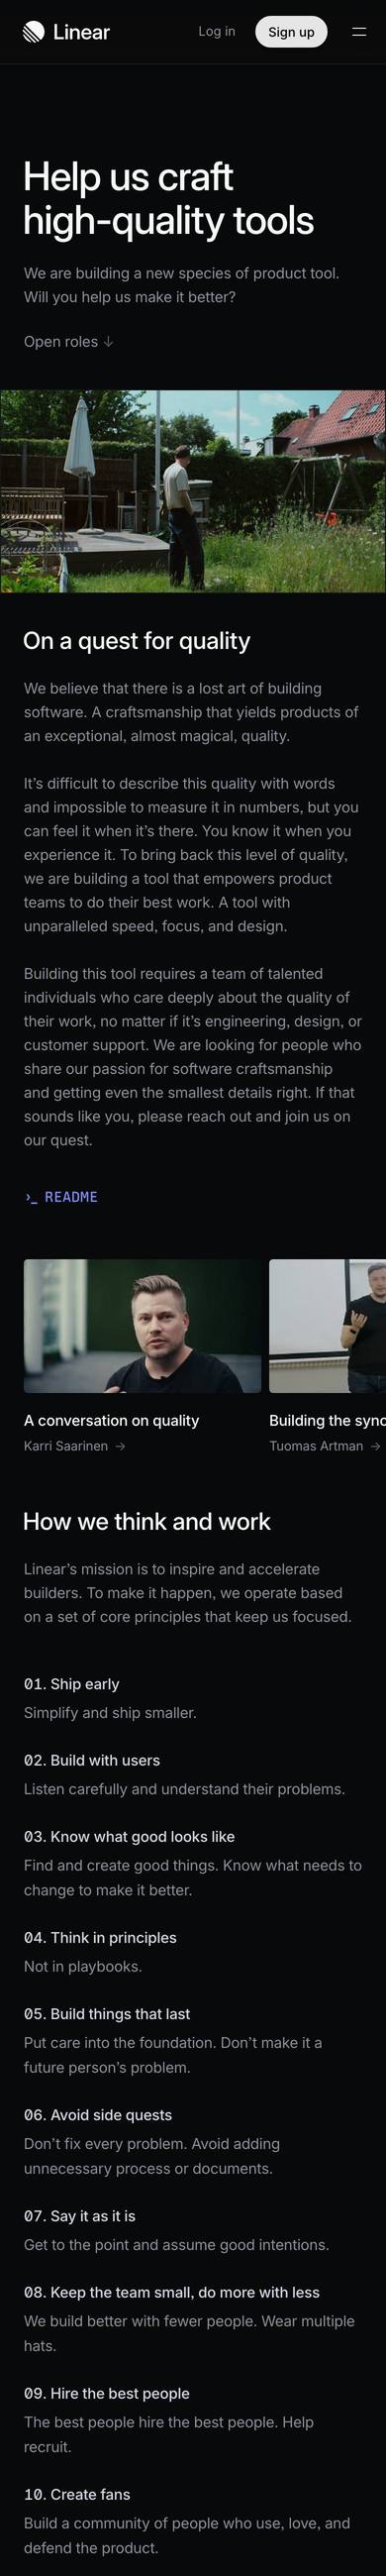 Linear
Log in
Sign up
Help us craft
high-quality tools
We are building a new species of product tool.
Will you help us make it better?
Open roles ↓
On a quest for quality
We believe that there is a lost art of building
software. A craftsmanship that yields products of
an exceptional, almost magical, quality.
It’s difficult to describe this quality with words
and impossible to measure it in numbers, but you
can feel it when it’s there. You know it when you
experience it. To bring back this level of quality,
we are building a tool that empowers product
teams to do their best work. A tool with
unparalleled speed, focus, and design.
Building this tool requires a team of talented
individuals who care deeply about the quality of
their work, no matter if it’s engineering, design, or
customer support. We are looking for people who
share our passion for software craftsmanship
and getting even the smallest details right. If that
sounds like you, please reach out and join us on
our quest.
›_ README
A conversation on quality
Karri Saarinen →
Building the sync
Tuomas Artman →
How we think and work
Linear’s mission is to inspire and accelerate
builders. To make it happen, we operate based
on a set of core principles that keep us focused.
01. Ship early
Simplify and ship smaller.
02. Build with users
Listen carefully and understand their problems.
03. Know what good looks like
Find and create good things. Know what needs to
change to make it better.
04. Think in principles
Not in playbooks.
05. Build things that last
Put care into the foundation. Don’t make it a
future person’s problem.
06. Avoid side quests
Don’t fix every problem. Avoid adding
unnecessary process or documents.
07. Say it as it is
Get to the point and assume good intentions.
08. Keep the team small, do more with less
We build better with fewer people. Wear multiple
hats.
09. Hire the best people
The best people hire the best people. Help
recruit.
10. Create fans
Build a community of people who use, love, and
defend the product.